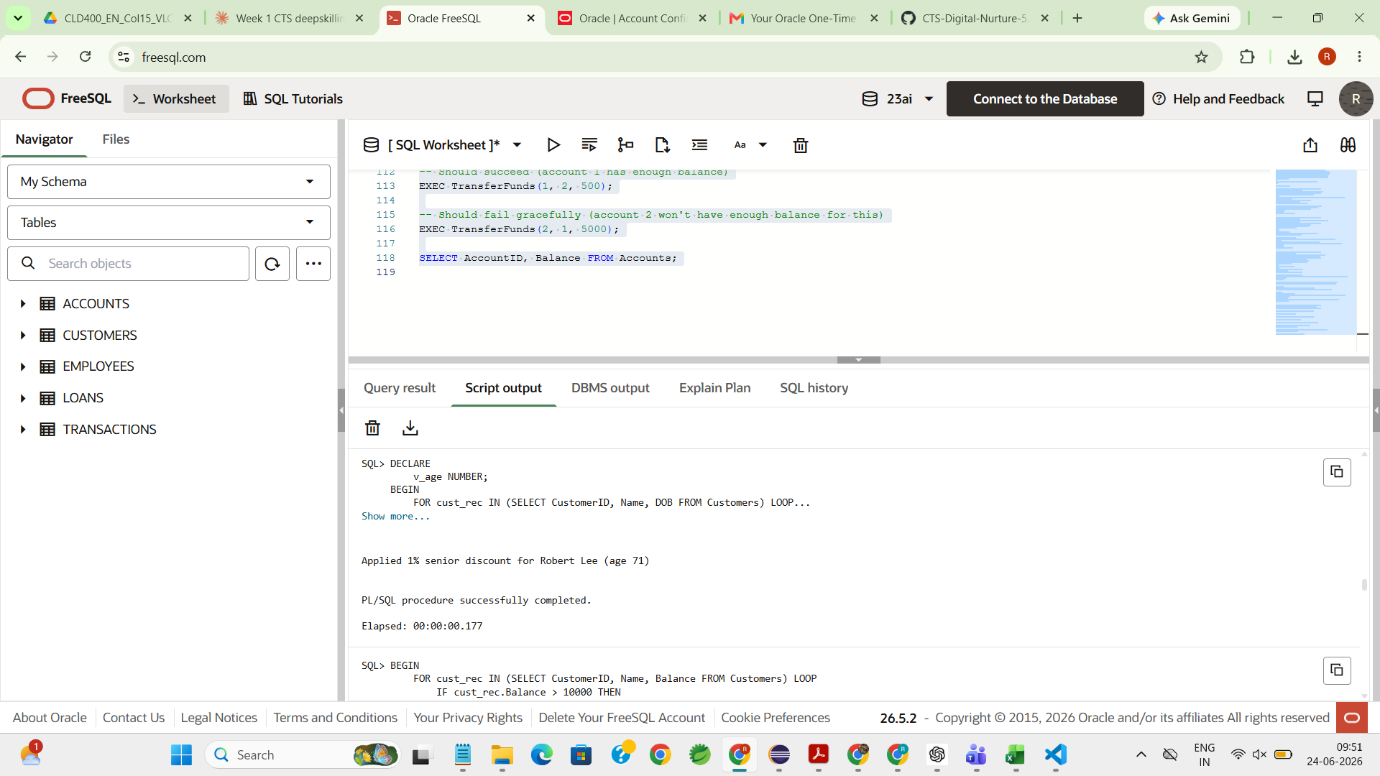 CLD400_EN_Col15_VLC
Week 1 CTS deepskillin
Oracle FreeSQL
Oracle | Account Confi
Your Oracle One-Time
CTS-Digital-Nurture-5.
Ask Gemini
freesql.com
R
FreeSQL
>_ Worksheet
SQL Tutorials
23ai
Connect to the Database
Help and Feedback
R
Navigator
Files
[ SQL Worksheet ]*
Aa
My Schema
Tables
Search objects
ACCOUNTS
CUSTOMERS
EMPLOYEES
LOANS
TRANSACTIONS
112 -- Should succeed (account 1 has enough balance)
113 EXEC TransferFunds(1, 2, 500);
114
115 -- Should fail gracefully (account 2 won't have enough balance for this)
116 EXEC TransferFunds(2, 1, 5000);
117
118 SELECT AccountID, Balance FROM Accounts;
119
Query result
Script output
DBMS output
Explain Plan
SQL history
SQL> DECLARE
v_age NUMBER;
BEGIN
FOR cust_rec IN (SELECT CustomerID, Name, DOB FROM Customers) LOOP...
Show more...
Applied 1% senior discount for Robert Lee (age 71)
PL/SQL procedure successfully completed.
Elapsed: 00:00:00.177
SQL> BEGIN
FOR cust_rec IN (SELECT CustomerID, Name, Balance FROM Customers) LOOP
IF cust_rec.Balance > 10000 THEN
About Oracle
Contact Us
Legal Notices
Terms and Conditions
Your Privacy Rights
Delete Your FreeSQL Account
Cookie Preferences
26.5.2 - Copyright © 2015, 2026 Oracle and/or its affiliates All rights reserved
1
Search
ENG
IN
09:51
24-06-2026